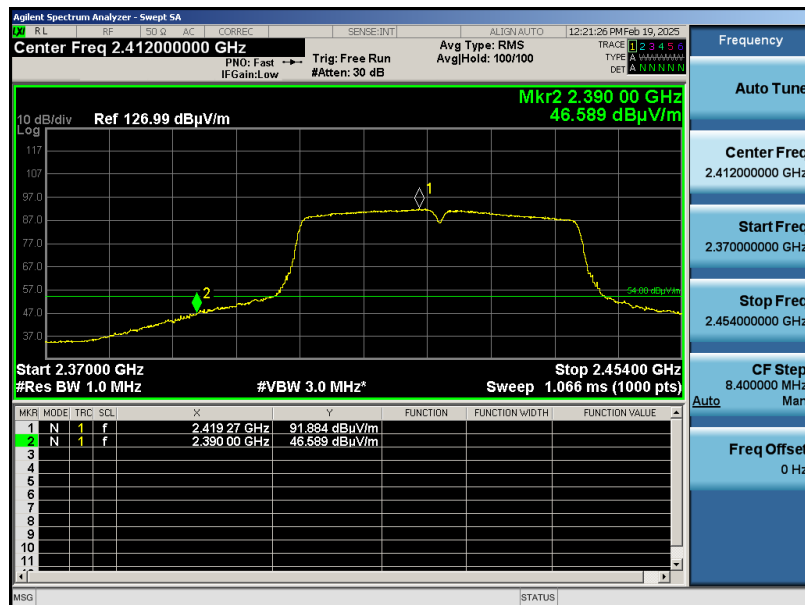 Agilent Spectrum Analyzer - Swept SA
LXI RL RF 50 Ω AC CORREC SENSE:INT ALIGN AUTO 12:21:26 PM Feb 19, 2025
Center Freq 2.412000000 GHz
PNO: Fast
IFGain:Low
Trig: Free Run
#Atten: 30 dB
Avg Type: RMS
Avg|Hold: 100/100
TRACE 1 2 3 4 5 6
TYPE A WWWWW
DET A N N N N N
Mkr2 2.390 00 GHz
46.589 dBµV/m
10 dB/div Ref 126.99 dBµV/m
Log
117
107
97.0
87.0
77.0
67.0
57.0
47.0
37.0
1
2
54.00 dBµV/m
Start 2.37000 GHz Stop 2.45400 GHz
#Res BW 1.0 MHz #VBW 3.0 MHz* Sweep 1.066 ms (1000 pts)
MKR MODE TRC SCL X Y FUNCTION FUNCTION WIDTH FUNCTION VALUE
1 N 1 f 2.419 27 GHz 91.884 dBµV/m
2 N 1 f 2.390 00 GHz 46.589 dBµV/m
3
4
5
6
7
8
9
10
11
MSG STATUS
Frequency
Auto Tune
Center Freq
2.412000000 GHz
Start Freq
2.370000000 GHz
Stop Freq
2.454000000 GHz
CF Step
8.400000 MHz
Auto Man
Freq Offset
0 Hz